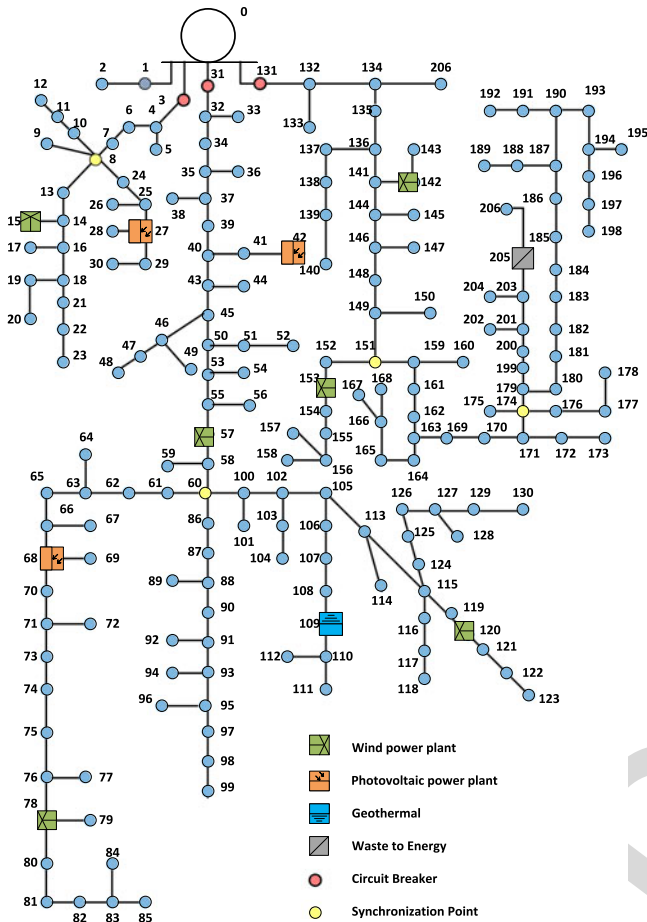 0
2 1 3 31 131 132 134 206
12 11 10 6 4 32 33 133 135 192 191 190 193
9 7 5 34 137 136 143 189 188 187 194 195
8 24 35 36 138 141 142 196
13 26 25 38 37 139 144 145 206 186 197
15 14 28 27 39 42 140 146 147 185 198
17 16 30 29 40 41 205 184
19 18 43 44 148 204 203 183
20 21 45 149 150 202 201 182
22 46 50 51 52 152 151 159 160 200 181
23 47 49 53 54 153 167 168 161 199 180 178
48 55 56 154 166 162 179 175 174 176 177
64 57 157 155 163 169 170 171 172 173
59 58 158 156 165 164
65 63 62 61 60 100 102 105 126 127 129 130
66 67 86 101 103 106 113 125 128
68 69 87 104 107 124
70 89 88 108 114 115
71 72 90 109 116 119 120
73 92 91 112 110 117 121
74 94 93 111 118 122
75 96 95 123
76 77 97
78 79 98
80 84 99
81 82 83 85
Wind power plant
Photovoltaic power plant
Geothermal
Waste to Energy
Circuit Breaker
Synchronization Point